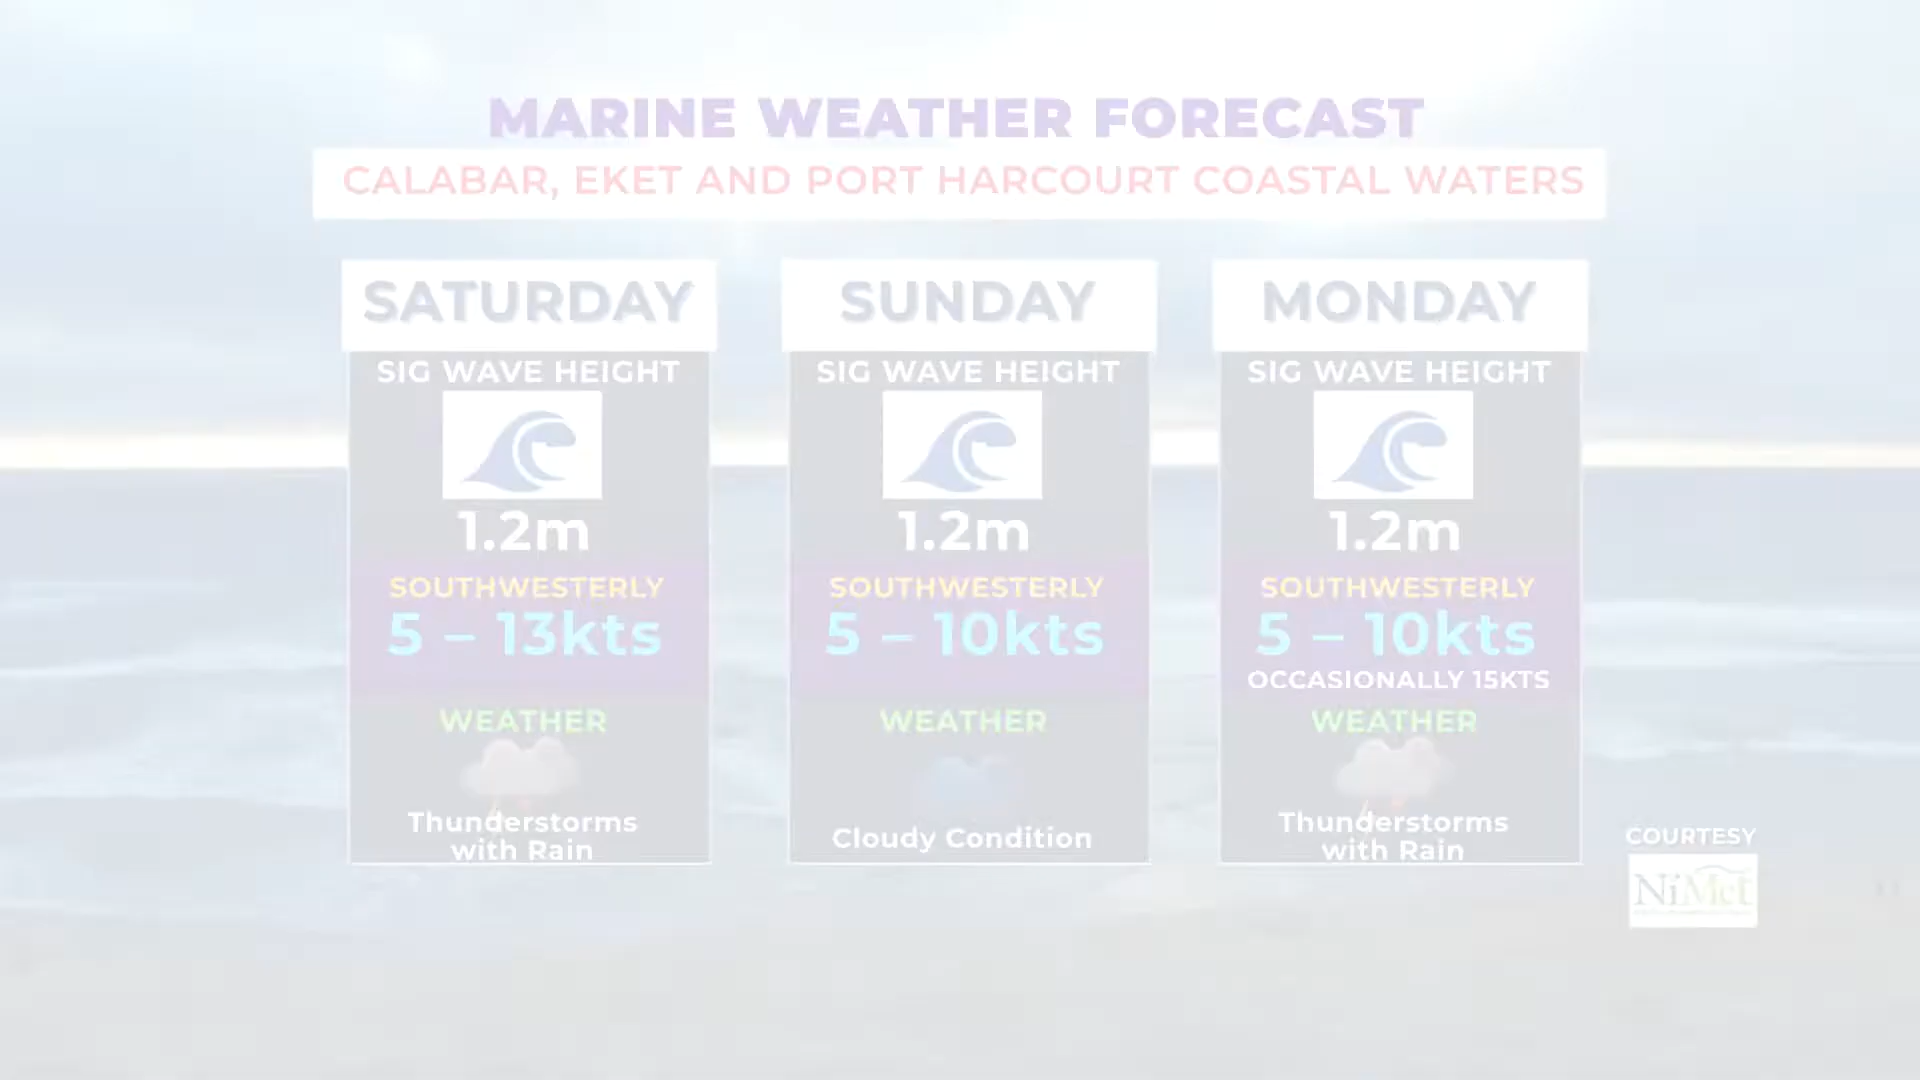 MARINE WEATHER FORECAST
CALABAR, EKET AND PORT HARCOURT COASTAL WATERS
SATURDAY
SIG WAVE HEIGHT
1.2m
SOUTHWESTERLY
5 – 13kts
WEATHER
Thunderstorms
with Rain
SUNDAY
SIG WAVE HEIGHT
1.2m
SOUTHWESTERLY
5 – 10kts
WEATHER
Cloudy Condition
MONDAY
SIG WAVE HEIGHT
1.2m
SOUTHWESTERLY
5 – 10kts
OCCASIONALLY 15KTS
WEATHER
Thunderstorms
with Rain
COURTESY
NiMet